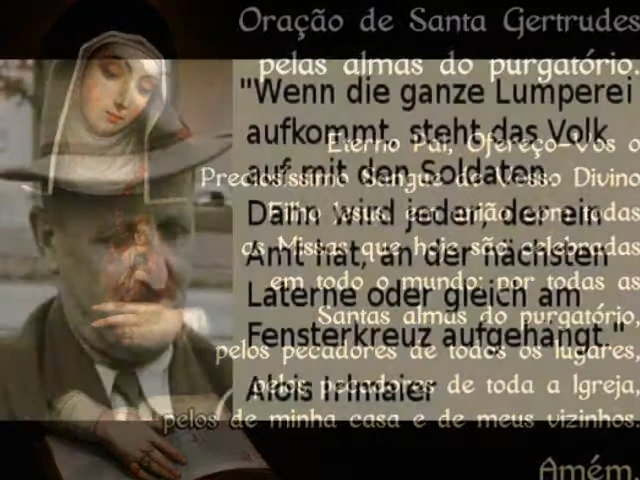 Oração de Santa Gertrudes
pelas almas do purgatório.
"Wenn die ganze Lumperei
aufkommt, steht das Volk
auf mit den Soldaten.
Dann wird jeder, der ein
Amt hat, an der nächsten
Laterne oder gleich am
Fensterkreuz aufgehängt."
Alois Irlmaier
Eterno Pai, Ofereço-Vos o
Preciosíssimo Sangue de Vosso Divino
Filho Jesus, em união com todas
as Missas que hoje são celebradas
em todo o mundo; por todas as
Santas almas do purgatório,
pelos pecadores de todos os lugares,
pelos pecadores de toda a Igreja,
pelos de minha casa e de meus vizinhos.
Amém.